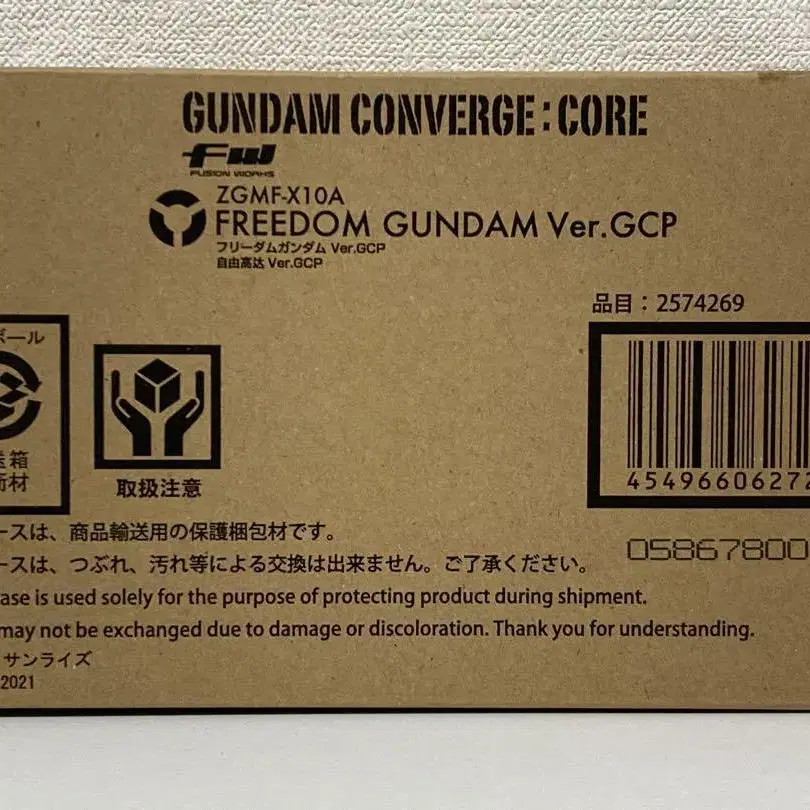 GUNDAM CONVERGE:CORE
FW
FUSION WORKS
ZGMF-X10A
FREEDOM GUNDAM Ver.GCP
フリーダムガンダム Ver.GCP
自由高达 Ver.GCP
品目：2574269
ボール
送箱
衝材
取扱注意
45496606272
05867800
ースは、商品輸送用の保護梱包材です。
ースは、つぶれ、汚れ等による交換は出来ません。ご了承ください。
ase is used solely for the purpose of protecting product during shipment.
may not be exchanged due to damage or discoloration. Thank you for understanding.
サンライズ
2021